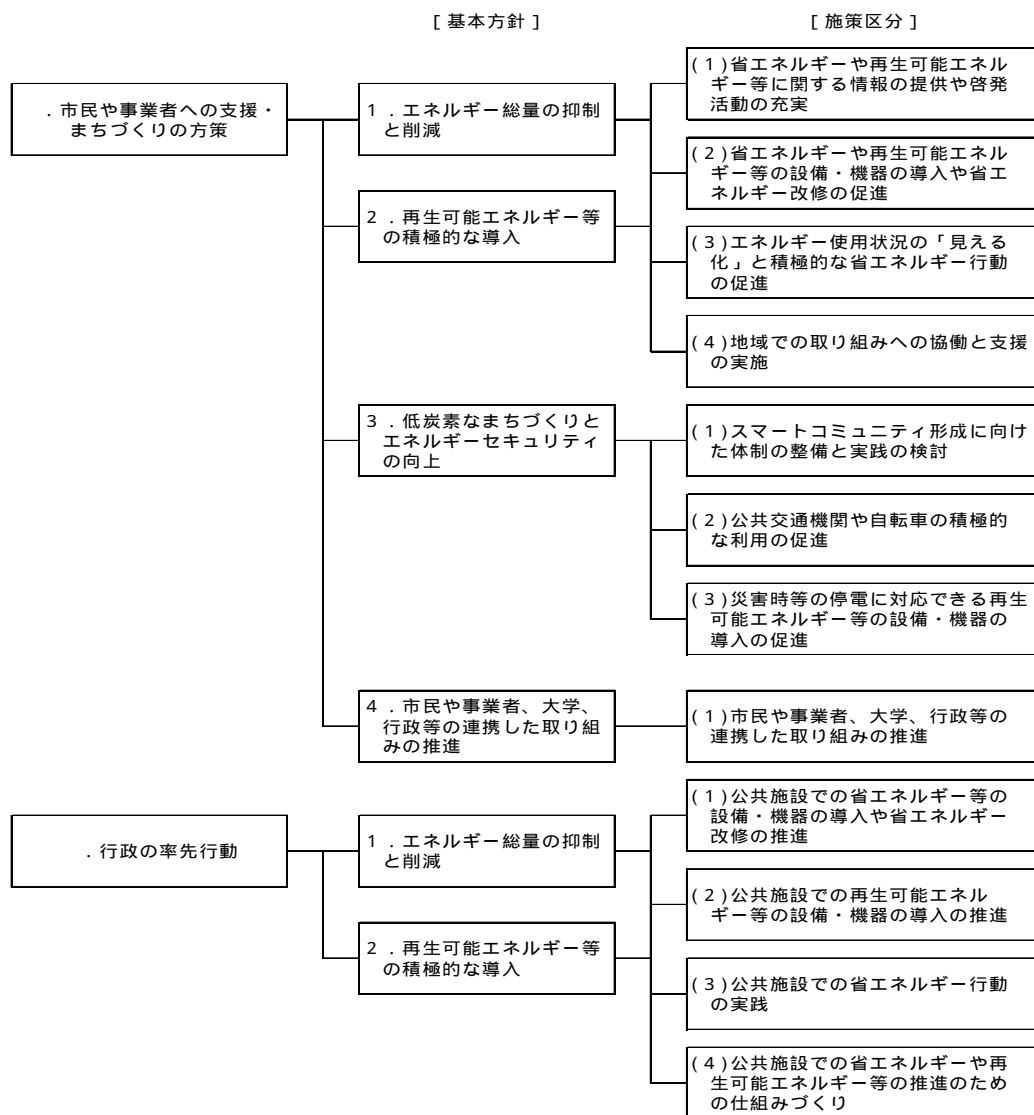 [ 基本方針 ]
[ 施策区分 ]
．市民や事業者への支援・
まちづくりの方策
1 ．エネルギー総量の抑制
と削減
2 ．再生可能エネルギー等
の積極的な導入
(1)省エネルギーや再生可能エネル
ギー等に関する情報の提供や啓発
活動の充実
(2)省エネルギーや再生可能エネル
ギー等の設備・機器の導入や省エ
ネルギー改修の促進
(3)エネルギー使用状況の「見える
化」と積極的な省エネルギー行動
の促進
(4)地域での取り組みへの協働と支援
の実施
3 ．低炭素なまちづくりと
エネルギーセキュリティ
の向上
(1)スマートコミュニティ形成に向け
た体制の整備と実践の検討
(2)公共交通機関や自転車の積極的
な利用の促進
(3)災害時等の停電に対応できる再生
可能エネルギー等の設備・機器の
導入の促進
4 ．市民や事業者、大学、
行政等の連携した取り組
みの推進
(1)市民や事業者、大学、行政等の
連携した取り組みの推進
．行政の率先行動
1 ．エネルギー総量の抑制
と削減
2 ．再生可能エネルギー等
の積極的な導入
(1)公共施設での省エネルギー等の
設備・機器の導入や省エネルギー
改修の推進
(2)公共施設での再生可能エネル
ギー等の設備・機器の導入の推進
(3)公共施設での省エネルギー行動
の実践
(4)公共施設での省エネルギーや再
生可能エネルギー等の推進のため
の仕組みづくり